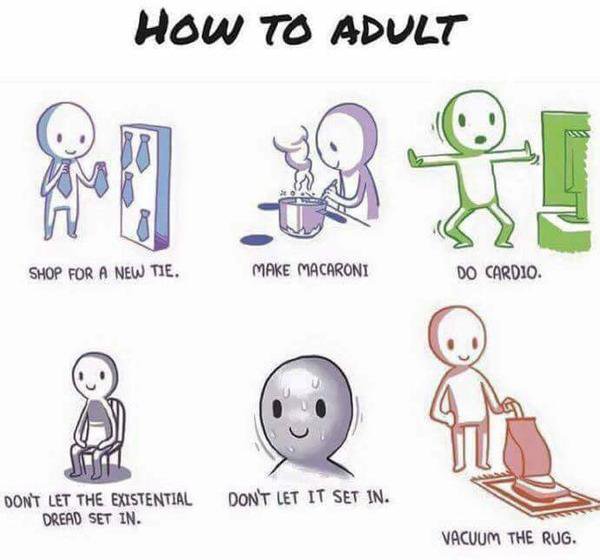 HOW TO ADULT
SHOP FOR A NEW TIE.
MAKE MACARONI
DO CARDIO.
DON'T LET THE EXISTENTIAL
DREAD SET IN.
DON'T LET IT SET IN.
VACUUM THE RUG.